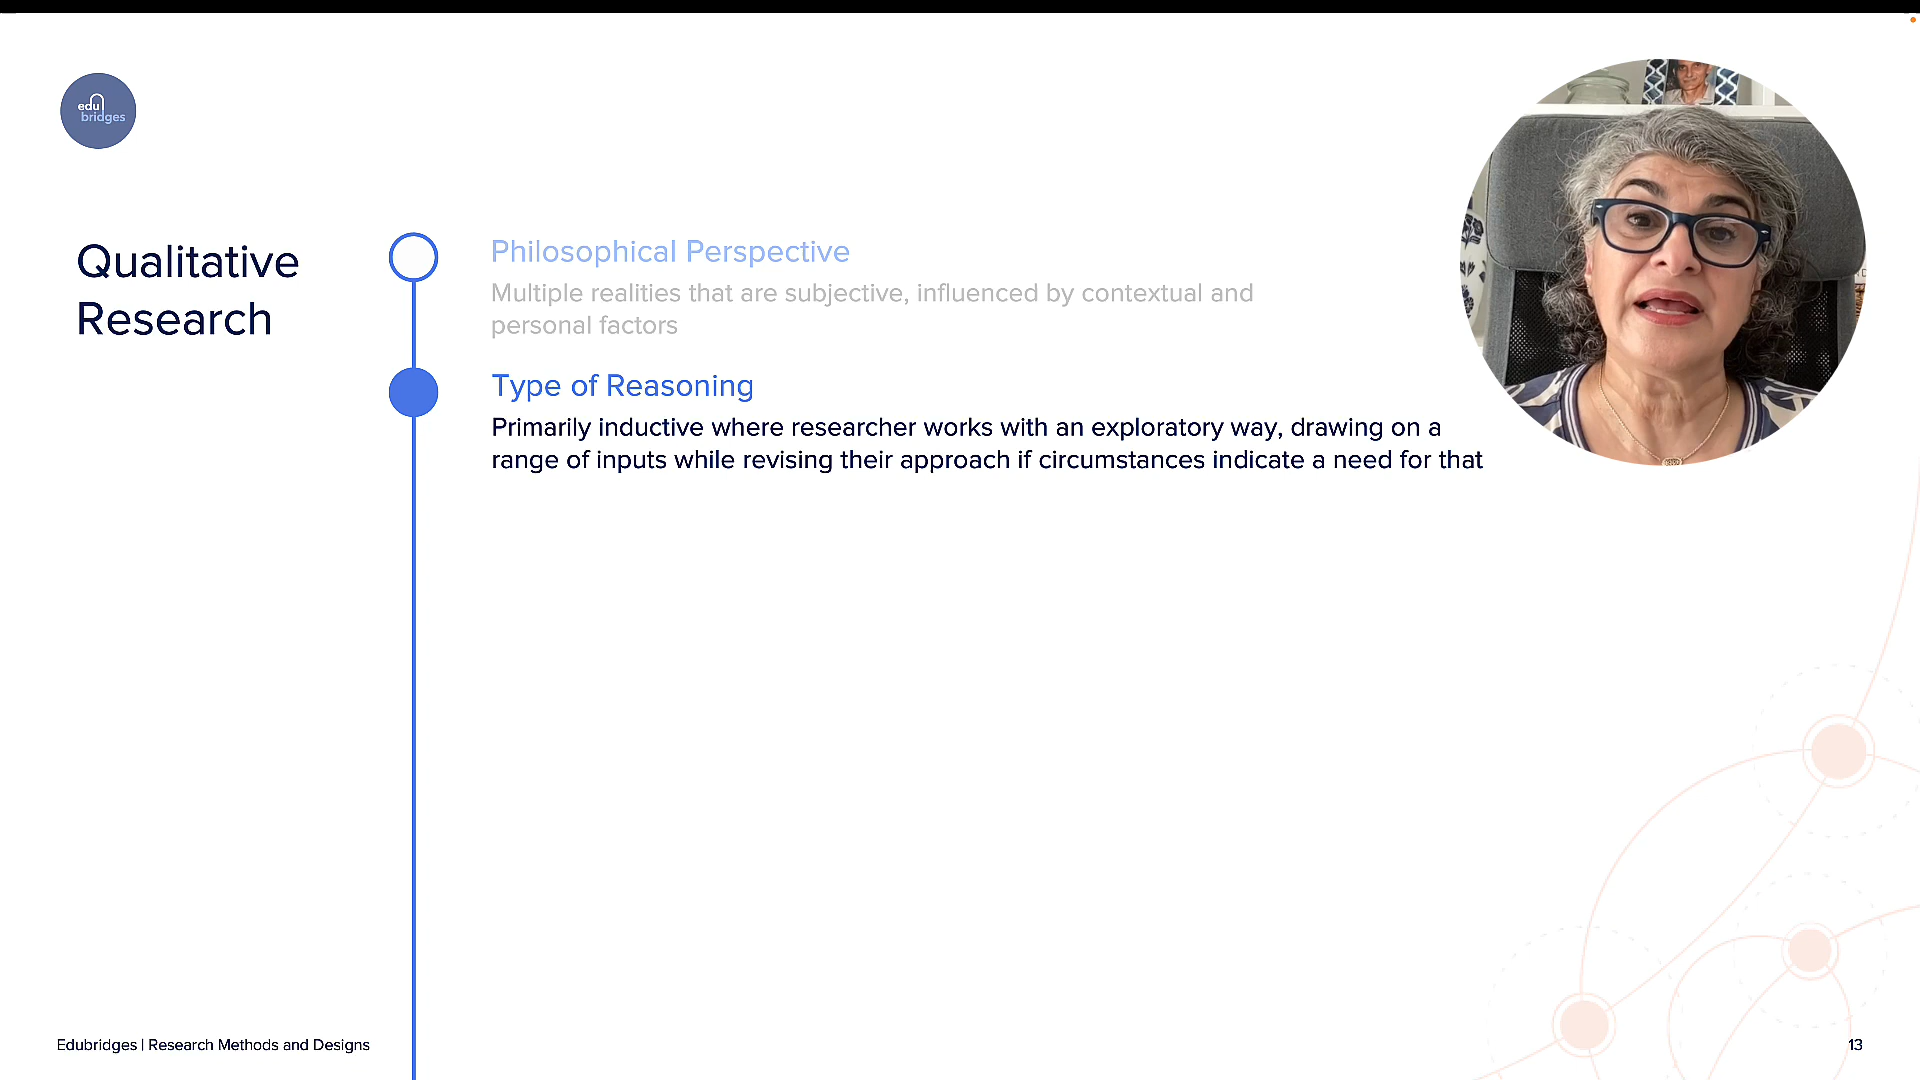 edu
bridges
Qualitative
Research
Philosophical Perspective
Multiple realities that are subjective, influenced by contextual and
personal factors
Type of Reasoning
Primarily inductive where researcher works with an exploratory way, drawing on a
range of inputs while revising their approach if circumstances indicate a need for that
Edubridges | Research Methods and Designs
13